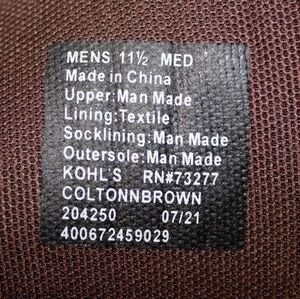 MENS 11½ MED
Made in China
Upper:Man Made
Lining:Textile
Socklining:Man Made
Outersole:Man Made
KOHL'S RN#73277
COLTONNBROWN
204250 07/21
400672459029